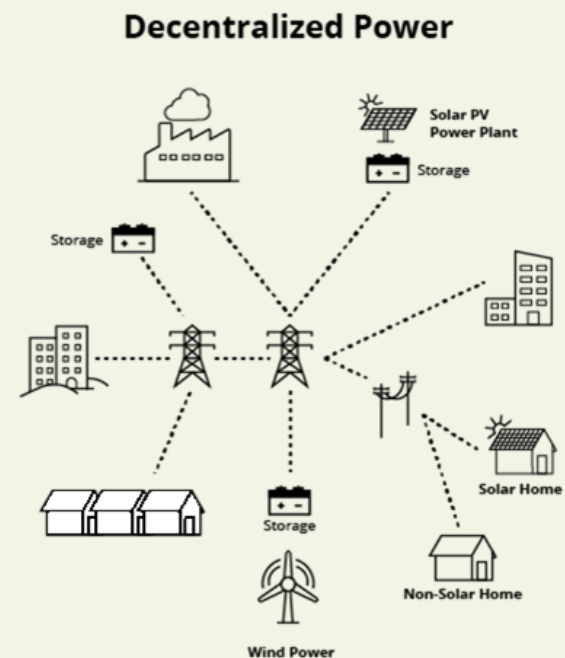 Decentralized Power
Solar PV
Power Plant
Storage
Storage
Solar Home
Storage
Non-Solar Home
Wind Power